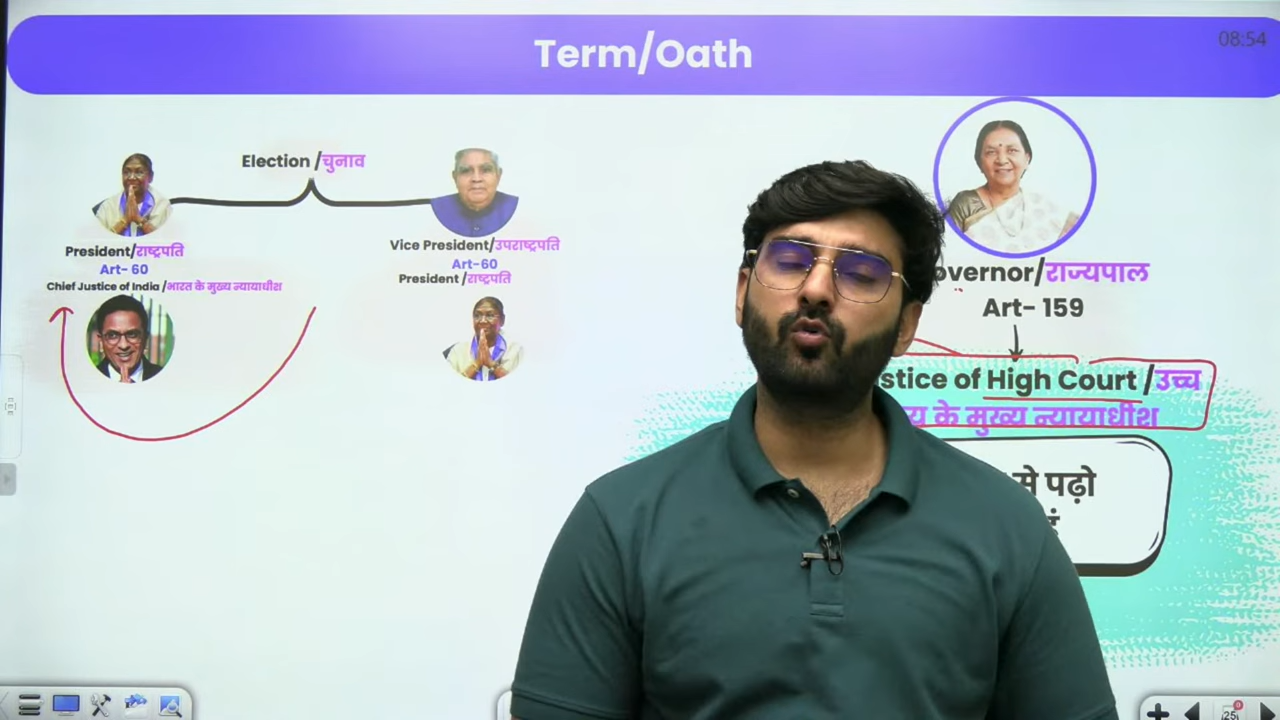 Term/Oath
08:54
Election /चुनाव
President/राष्ट्रपति
Art- 60
Chief Justice of India /भारत के मुख्य न्यायाधीश
Vice President/उपराष्ट्रपति
Art-60
President /राष्ट्रपति
overnor/राज्यपाल
Art- 159
stice of High Court /उच्च
य के मुख्य न्यायाधीश
से पढ़ो
25